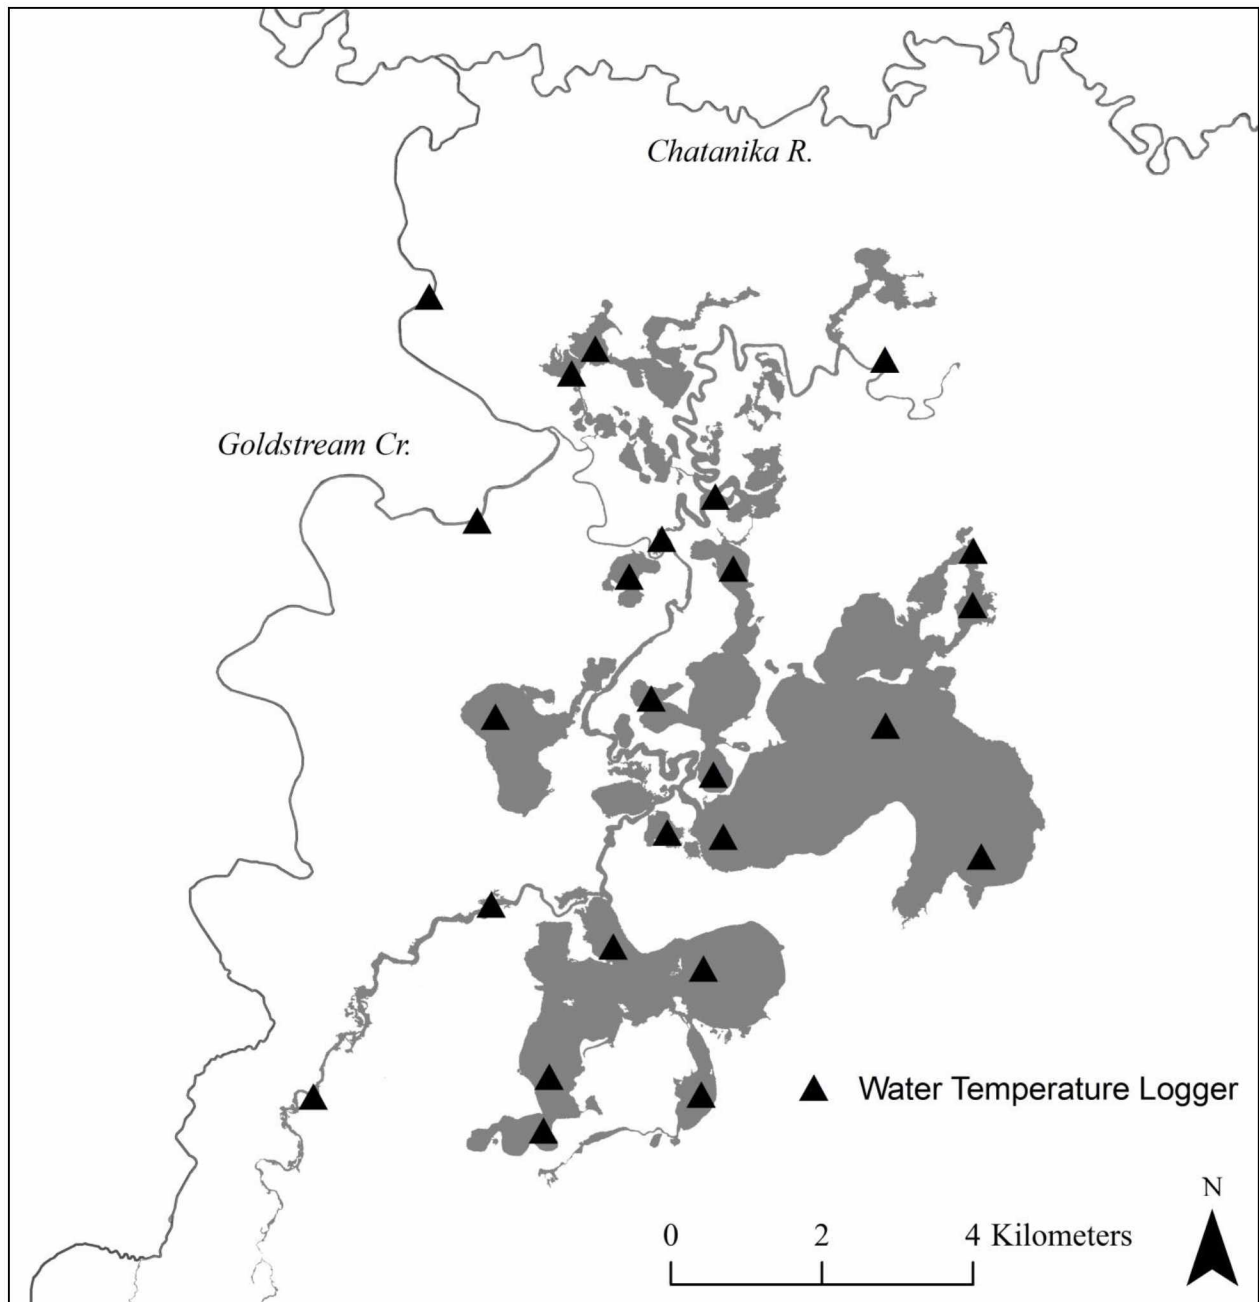 Chatanika R.
Goldstream Cr.
Water Temperature Logger
N
0 2 4 Kilometers